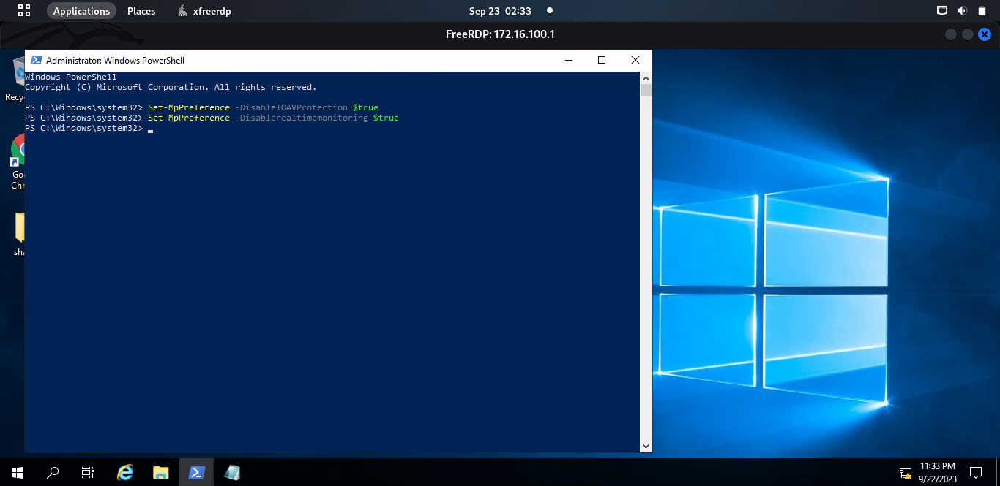 Applications Places xfreerdp Sep 23 02:33
FreeRDP: 172.16.100.1
Administrator: Windows PowerShell
Windows PowerShell
Copyright (C) Microsoft Corporation. All rights reserved.
PS C:\Windows\system32> Set-MpPreference -DisableIOAVProtection $true
PS C:\Windows\system32> Set-MpPreference -Disablerealtimemonitoring $true
PS C:\Windows\system32>
Recy
Goo
Chr
sha
11:33 PM
9/22/2023